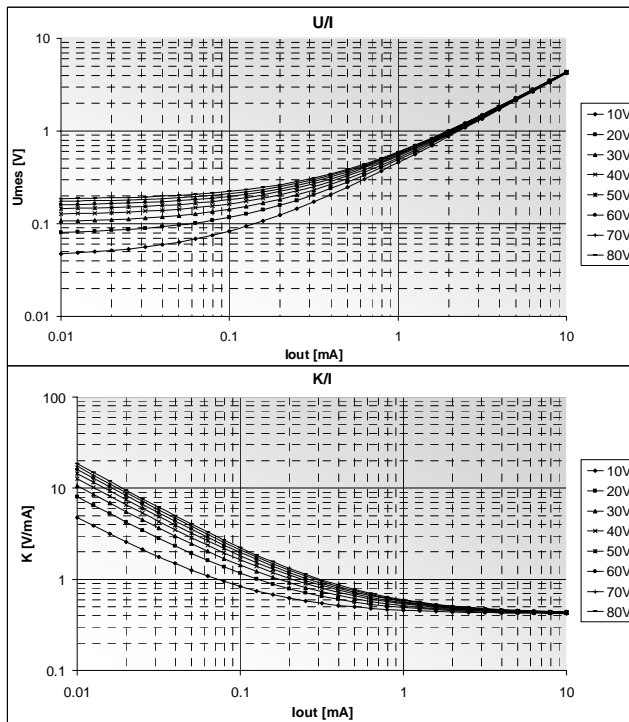 U/I
10
1
0.1
0.01
Umes [V]
0.01 0.1 1 10
Iout [mA]
10V
20V
30V
40V
50V
60V
70V
80V
K/I
100
10
1
0.1
K [V/mA]
0.01 0.1 1 10
Iout [mA]
10V
20V
30V
40V
50V
60V
70V
80V